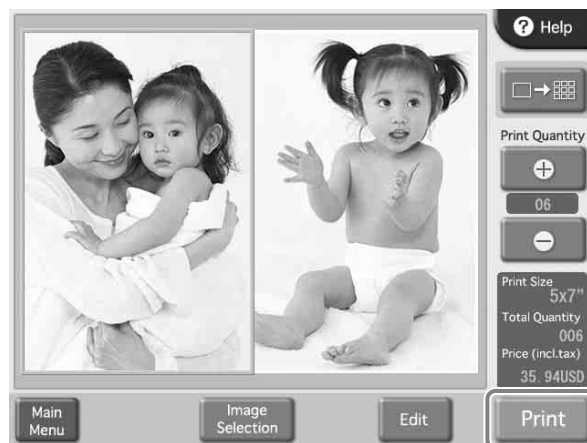 ? Help
Print Quantity
06
Print Size
5x7"
Total Quantity
006
Price (incl.tax)
35.94USD
Main
Menu
Image
Selection
Edit
Print